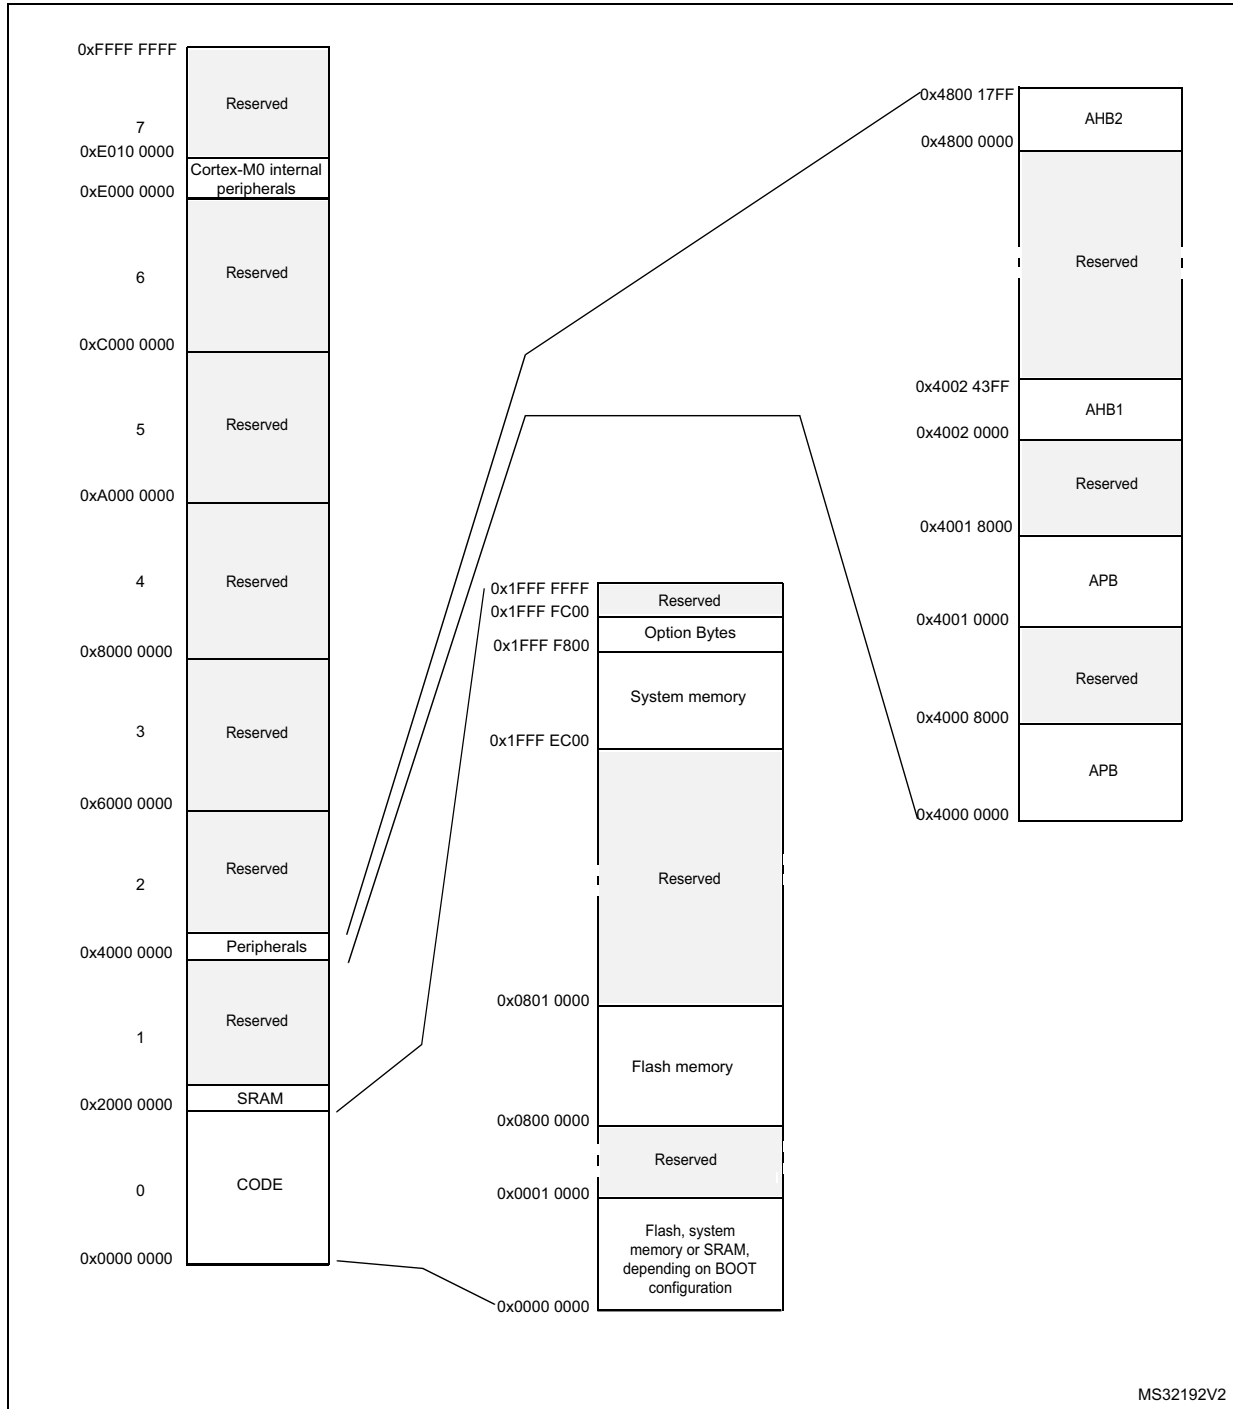 0xFFFF FFFF
Reserved
7
0xE010 0000
Cortex-M0 internal
peripherals
0xE000 0000
Reserved
6
0xC000 0000
Reserved
5
0xA000 0000
Reserved
4
0x8000 0000
Reserved
3
0x6000 0000
Reserved
2
Peripherals
0x4000 0000
Reserved
1
SRAM
0x2000 0000
CODE
0
0x0000 0000
0x1FFF FFFF
Reserved
0x1FFF FC00
Option Bytes
0x1FFF F800
System memory
0x1FFF EC00
Reserved
0x0801 0000
Flash memory
0x0800 0000
Reserved
0x0001 0000
Flash, system
memory or SRAM,
depending on BOOT
configuration
0x0000 0000
0x4800 17FF
AHB2
0x4800 0000
Reserved
0x4002 43FF
AHB1
0x4002 0000
Reserved
0x4001 8000
APB
0x4001 0000
Reserved
0x4000 8000
APB
0x4000 0000
MS32192V2